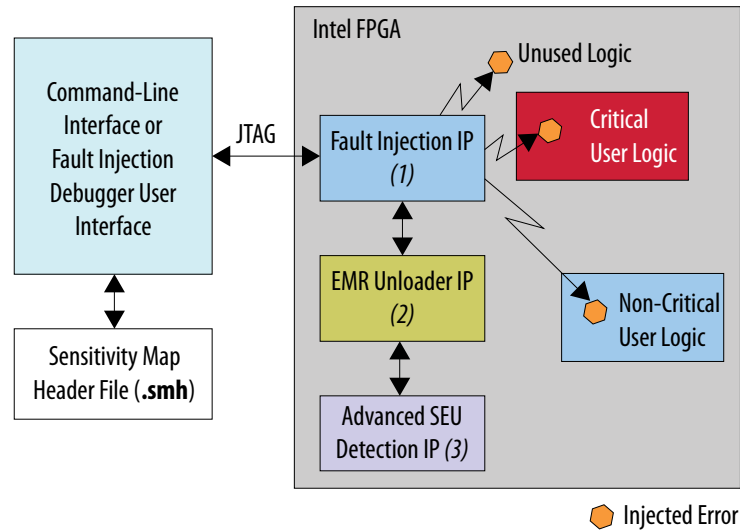 Intel FPGA
Unused Logic
Command-Line
Interface or
Fault Injection
Debugger User
Interface
JTAG
Fault Injection IP
(1)
Critical
User Logic
EMR Unloader IP
(2)
Non-Critical
User Logic
Sensitivity Map
Header File (.smh)
Advanced SEU
Detection IP (3)
Injected Error